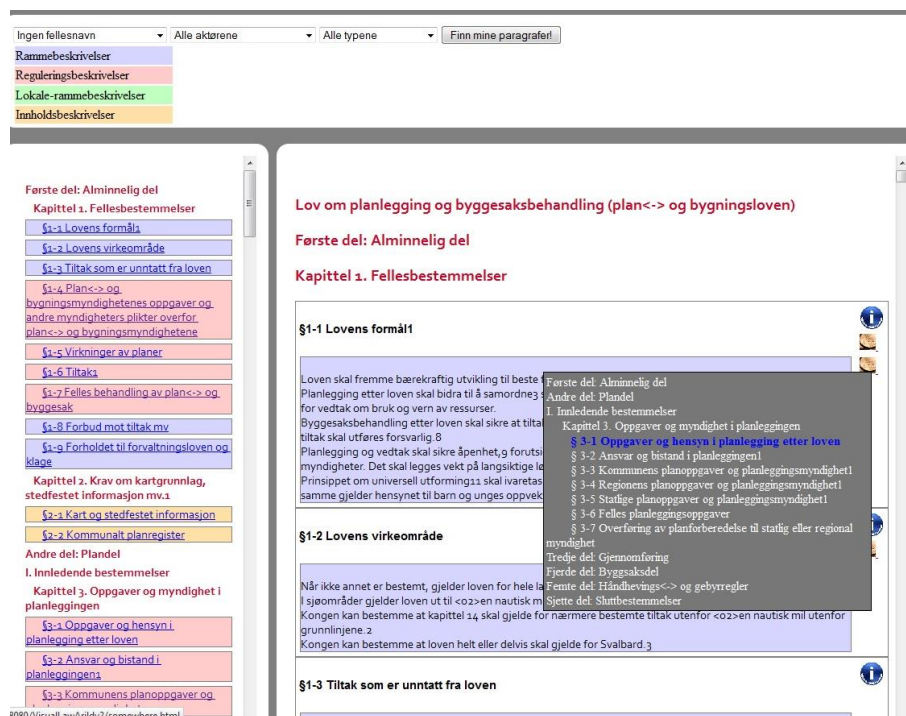 Ingen fellesnavn Alle aktørene Alle typene Finn mine paragrafer!
Rammebeskrivelser
Reguleringsbeskrivelser
Lokale-rammebeskrivelser
Innholdsbeskrivelser
Første del: Alminnelig del
Kapittel 1. Fellesbestemmelser
§1-1 Lovens formål1
§1-2 Lovens virkeområde
§1-3 Tiltak som er unntatt fra loven
§1-4 Plan<-> og
bygningsmyndighetenes oppgaver og
andre myndigheters plikter overfor
plan<-> og bygningsmyndighetene
§1-5 Virkninger av planer
§1-6 Tiltak1
§1-7 Felles behandling av plan<-> og
byggesak
§1-8 Forbud mot tiltak mv
§1-9 Forholdet til forvaltningsloven og
klage
Kapittel 2. Krav om kartgrunnlag,
stedfestet informasjon mv.1
§2-1 Kart og stedfestet informasjon
§2-2 Kommunalt planregister
Andre del: Plandel
I. Innledende bestemmelser
Kapittel 3. Oppgaver og myndighet i
planleggingen
§3-1 Oppgaver og hensyn i
planlegging etter loven
§3-2 Ansvar og bistand i
planleggingen1
§3-3 Kommunens planoppgaver og
Lov om planlegging og byggesaksbehandling (plan<-> og bygningsloven)
Første del: Alminnelig del
Kapittel 1. Fellesbestemmelser
§1-1 Lovens formål1
Loven skal fremme bærekraftig utvikling til beste
Planlegging etter loven skal bidra til å samordne3
for vedtak om bruk og vern av ressurser.
Byggesaksbehandling etter loven skal sikre at
tiltak skal utføres forsvarlig.8
Planlegging og vedtak skal sikre åpenhet,9
myndigheter. Det skal legges vekt på langsiktige
Prinsippet om universell utforming11 skal
samme gjelder hensynet til barn og unges
Første del: Alminnelig del
Andre del: Plandel
I. Innledende bestemmelser
Kapittel 3. Oppgaver og myndighet i planleggingen
§ 3-1 Oppgaver og hensyn i planlegging etter loven
§ 3-2 Ansvar og bistand i planleggingen1
§ 3-3 Kommunens planoppgaver og planleggingsmyndighet1
§ 3-4 Regionens planoppgaver og planleggingsmyndighet1
§ 3-5 Statlige planoppgaver og planleggingsmyndighet1
§ 3-6 Felles planleggingsoppgaver
§ 3-7 Overføring av planforberedelse til statlig eller regional
myndighet
Tredje del: Gjennomføring
Fjerde del: Byggsaksdel
Femte del: Håndhevings<-> og gebyrregler
Sjette del: Sluttbestemmelser
§1-2 Lovens virkeområde
Når ikke annet er bestemt, gjelder loven for hele
I sjøområder gjelder loven ut til <02>en nautisk
Kongen kan bestemme at kapittel 14 skal gjelde for nærmere bestemte tiltak utenfor <02>en nautisk mil utenfor
grunnlinjene.2
Kongen kan bestemme at loven helt eller delvis skal gjelde for Svalbard.3
§1-3 Tiltak som er unntatt fra loven